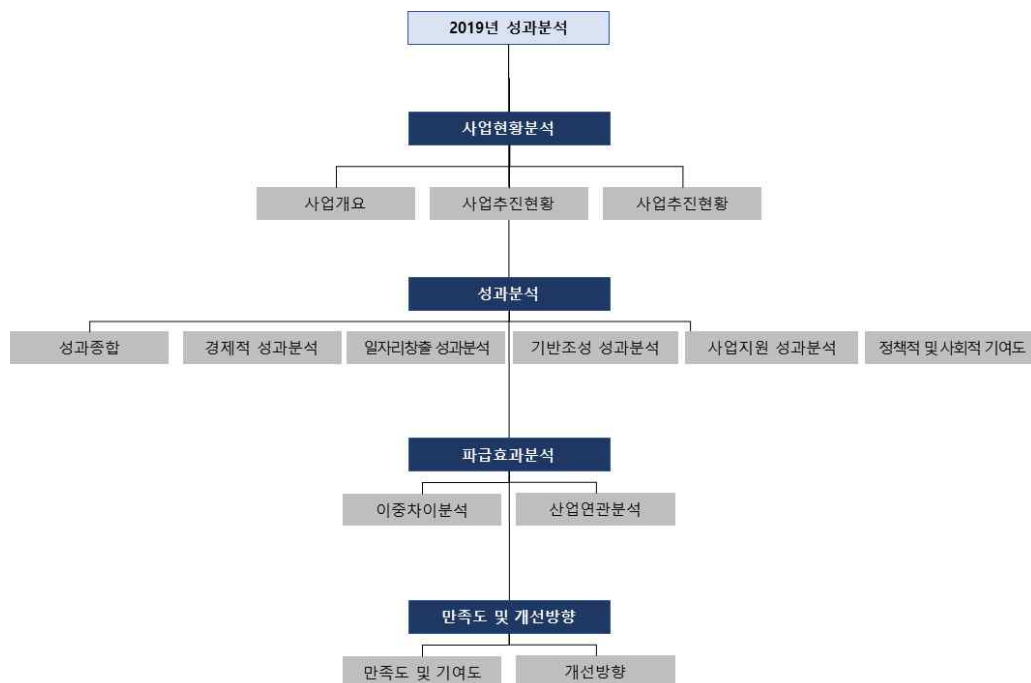 2019년 성과분석
사업현황분석
사업개요
사업추진현황
사업추진현황
성과분석
성과종합
경제적 성과분석
일자리창출 성과분석
기반조성 성과분석
사업지원 성과분석
정책적 및 사회적 기여도
파급효과분석
이중차이분석
산업연관분석
만족도 및 개선방향
만족도 및 기여도
개선방향